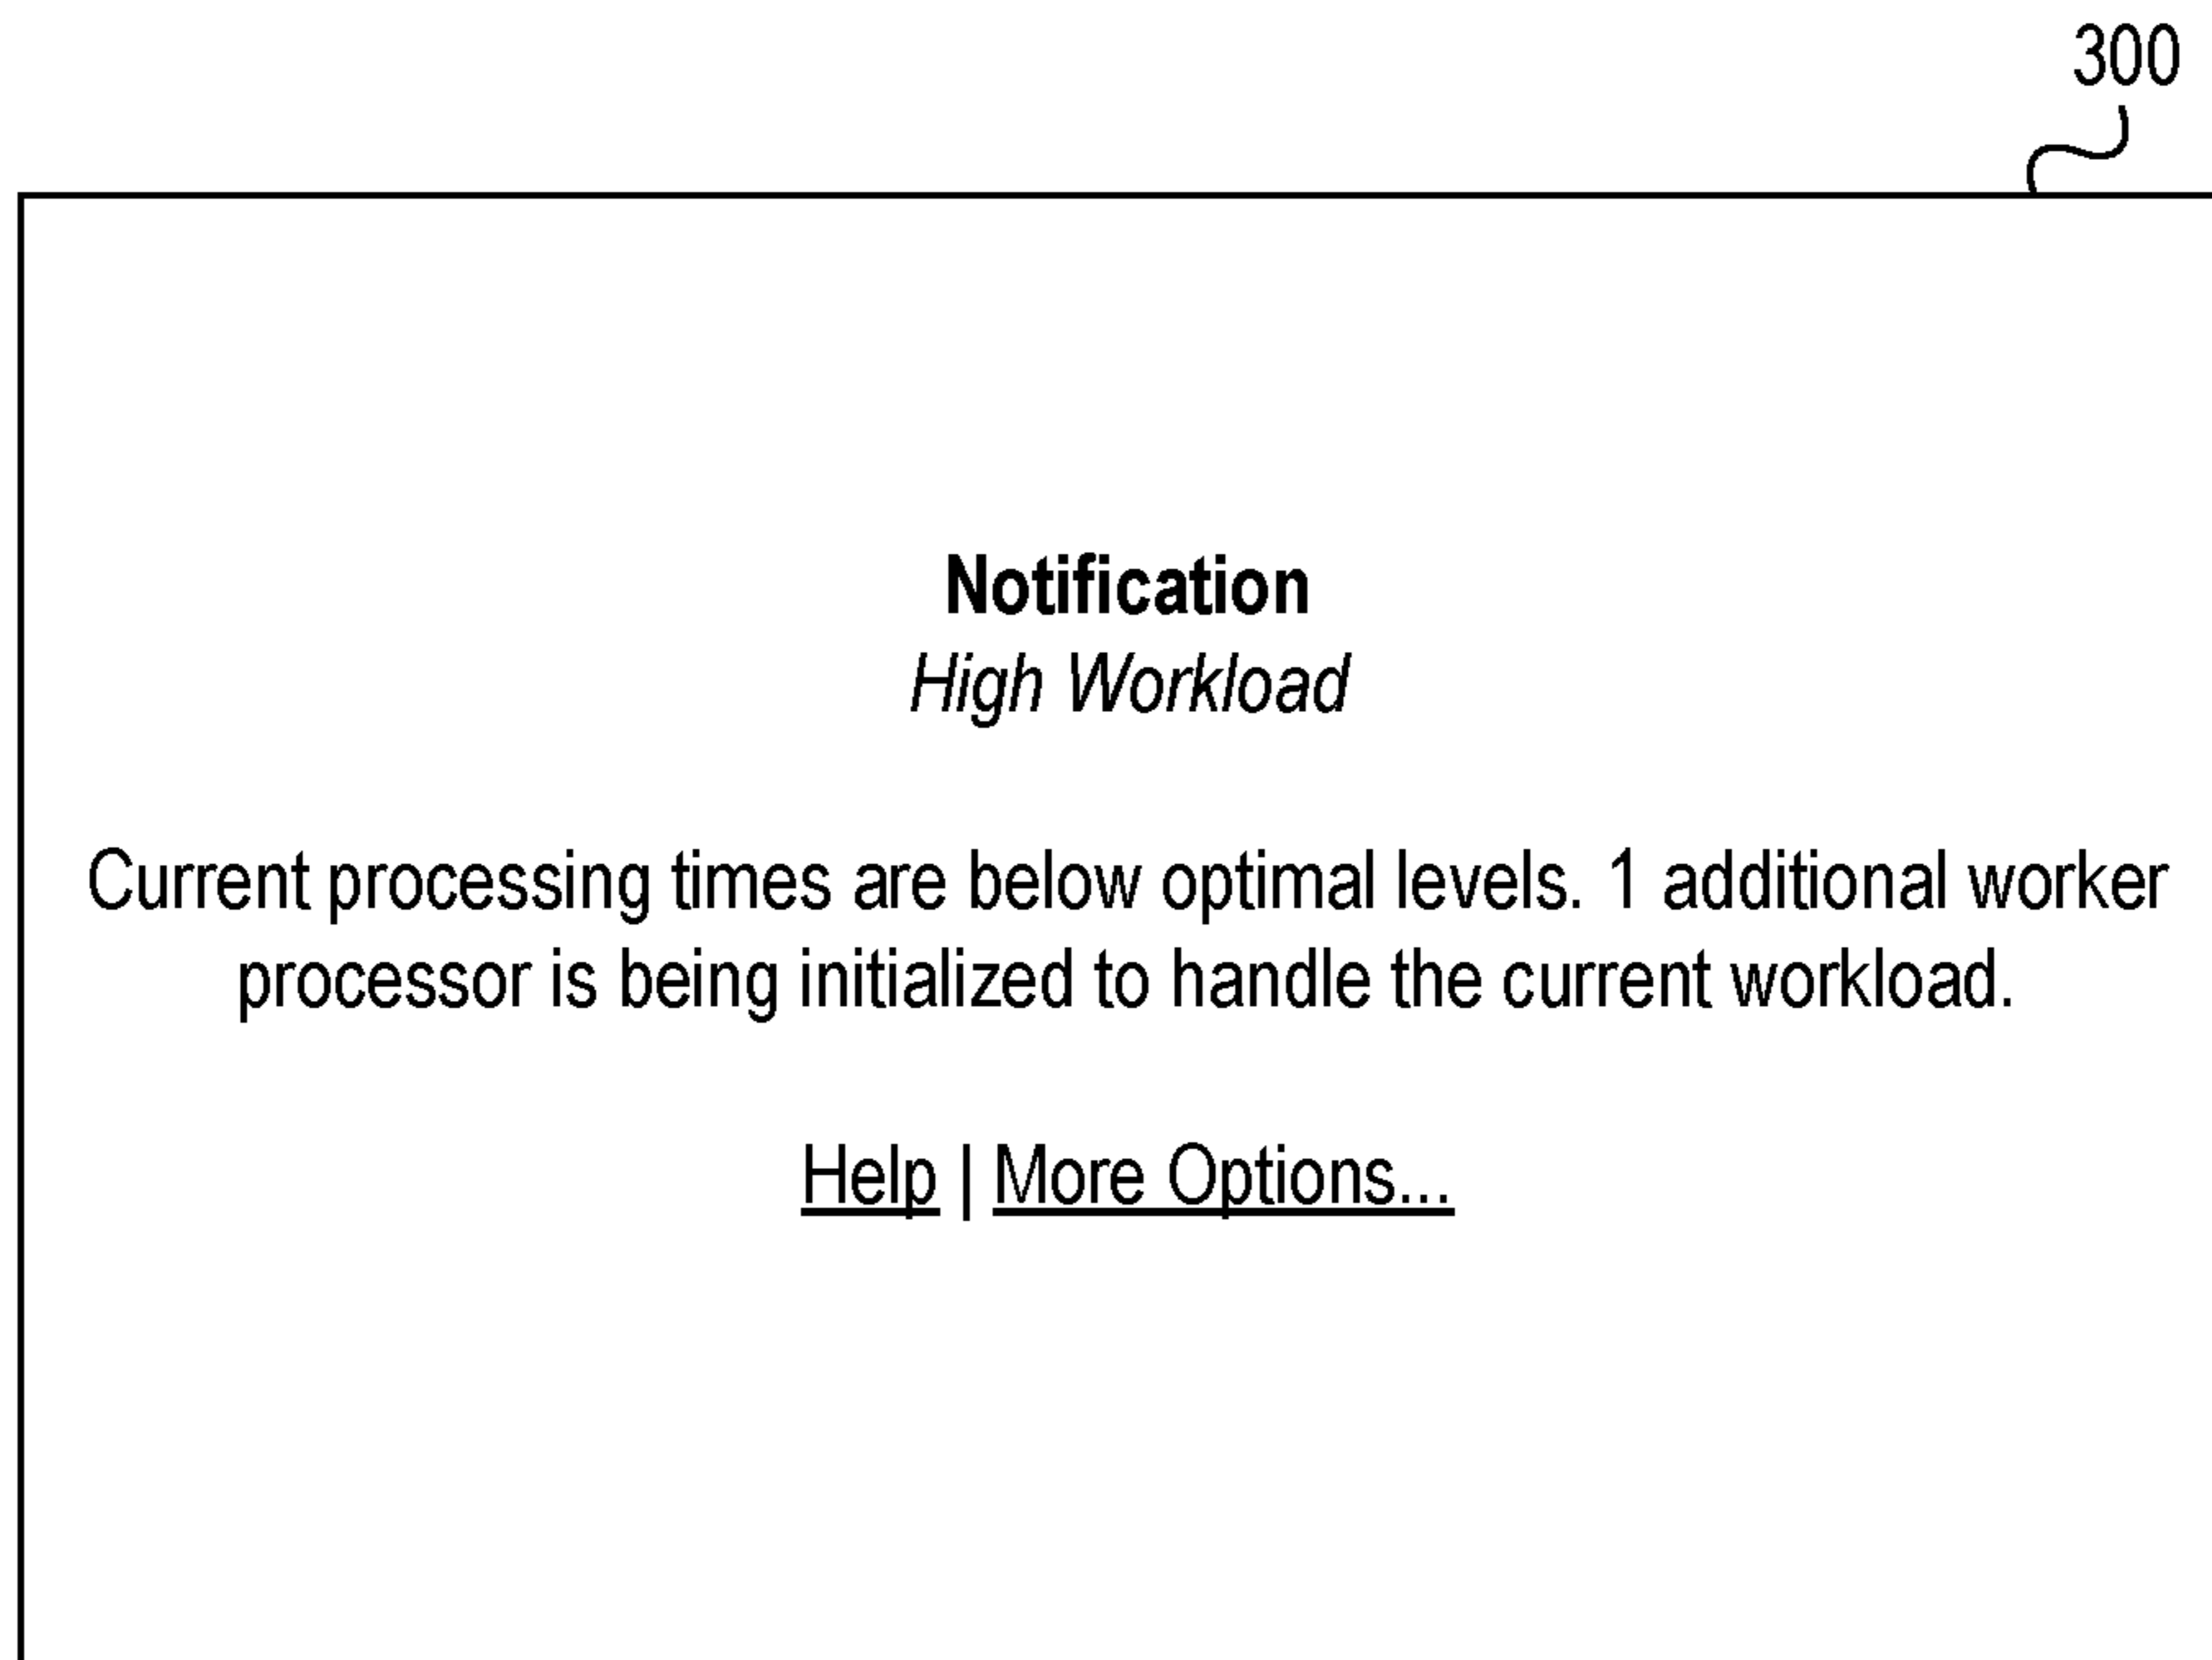 300
Notification
High Workload
Current processing times are below optimal levels. 1 additional worker
processor is being initialized to handle the current workload.
Help | More Options...